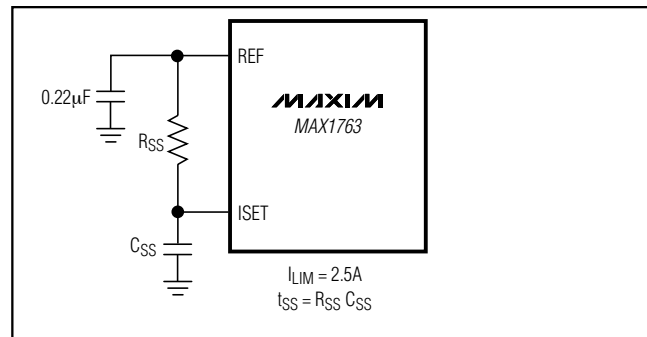 REF
0.22µF
MAXIM
MAX1763
RSS
ISET
CSS
ILIM = 2.5A
tSS = RSS CSS